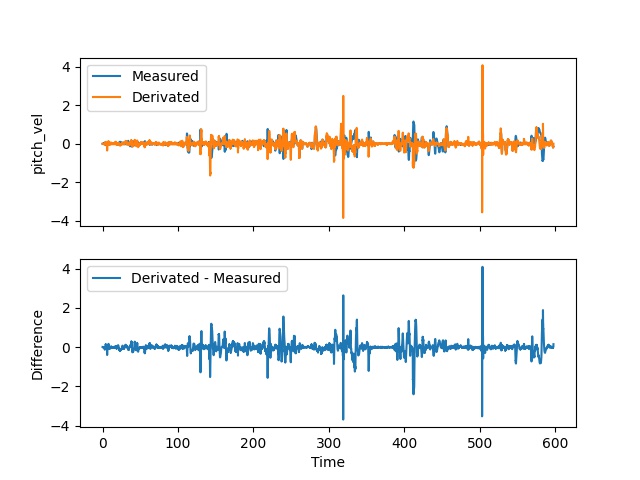 4
2
0
−2
−4
pitch_vel
Measured
Derivated
4
2
0
−2
−4
Difference
Derivated - Measured
0 100 200 300 400 500 600
Time